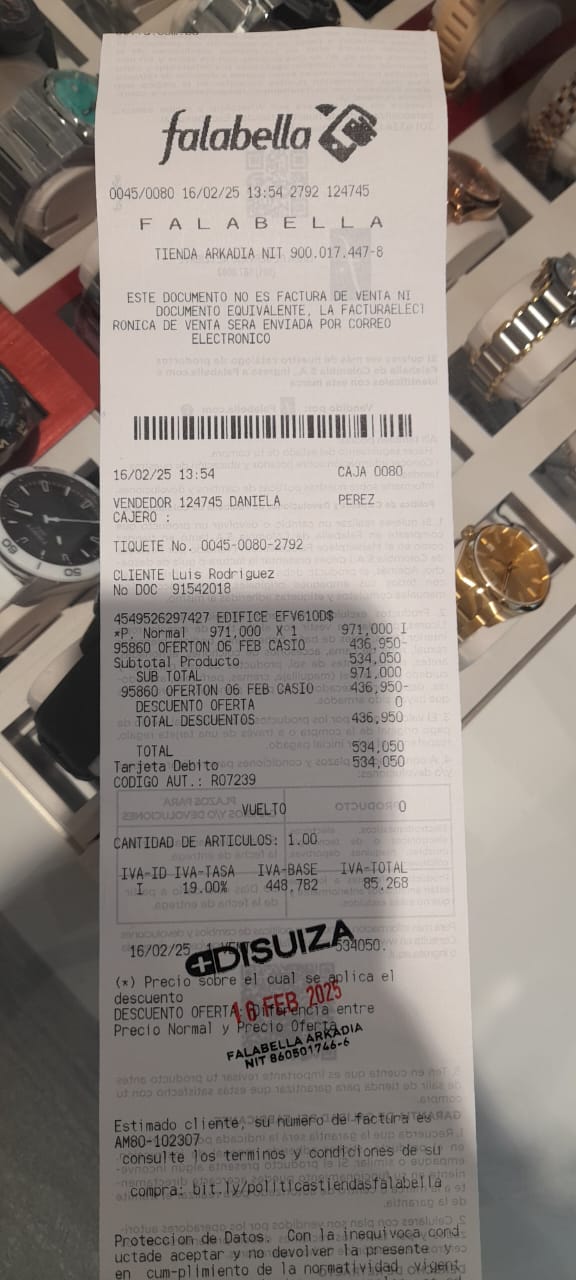 falabella
0045/0080 16/02/25 13:54 2792 124745
F A L A B E L L A
TIENDA ARKADIA NIT 900.017.447-8
ESTE DOCUMENTO NO ES FACTURA DE VENTA NI
DOCUMENTO EQUIVALENTE, LA FACTURAELECT
RONICA DE VENTA SERA ENVIADA POR CORREO
ELECTRONICO
16/02/25 13:54 CAJA 0080
VENDEDOR 124745 DANIELA PEREZ
CAJERO :
TIQUETE No. 0045-0080-2792
CLIENTE Luis Rodriguez
No DOC 91542018
4549526297427 EDIFICE EFV610D$
*P. Normal 971,000 X 1 971,000 I
95860 OFERTON 06 FEB CASIO 436,950-
Subtotal Producto 534,050
SUB TOTAL 971,000
95860 OFERTON 06 FEB CASIO 436,950-
DESCUENTO OFERTA 0
TOTAL DESCUENTOS 436,950
TOTAL 534,050
Tarjeta Debito 534,050
CODIGO AUT.: R07239
VUELTO 0
CANTIDAD DE ARTICULOS: 1.00
IVA-ID IVA-TASA IVA-BASE IVA-TOTAL
I 19.00% 448,782 85,268
16/02/25 1 534050.
DISUIZA
(*) Precio sobre el cual se aplica el
descuento
16 FEB 2025
DESCUENTO OFERTA: Diferencia entre
Precio Normal y Precio Oferta
FALABELLA ARKADIA
NIT 860501746-6
Estimado cliente, su número de factura es
AM80-102307
consulte los terminos y condiciones de su
compra: bit.ly/politicastiendasfalabella
Proteccion de Datos. Con la inequivoca cond
uctade aceptar y no devolver la presente y
en cum-plimiento de la normatividad vigent